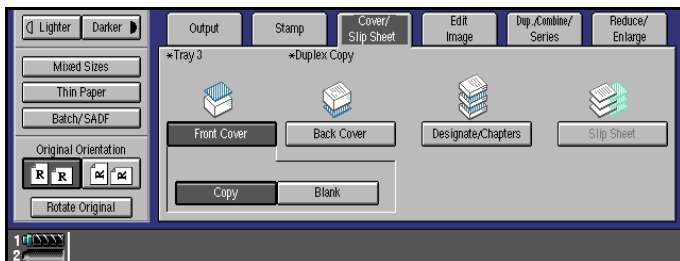 Lighter Darker
Mixed Sizes
Thin Paper
Batch/SADF
Original Orientation
R R R R
Rotate Original
Output Stamp Cover/ Slip Sheet Edit Image Dup./Combine/ Series Reduce/ Enlarge
*Tray 3 *Duplex Copy
Front Cover Back Cover Designate/Chapters Slip Sheet
Copy Blank
1
2